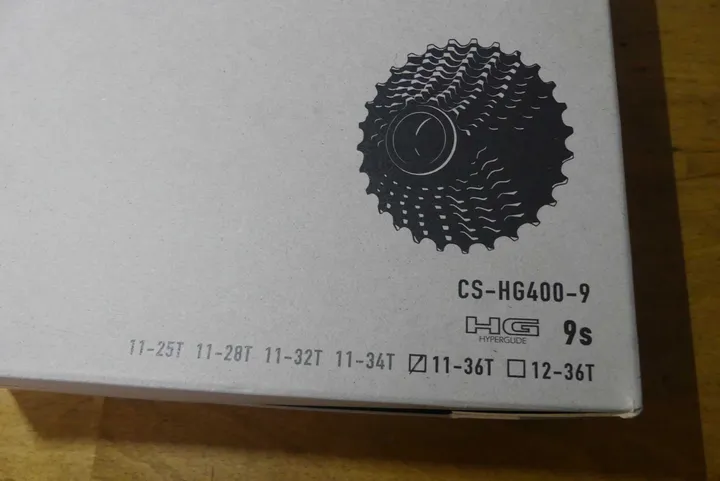 CS-HG400-9
HG 9s
HYPERGLIDE
11-25T 11-28T 11-32T 11-34T ☑ 11-36T ☐ 12-36T